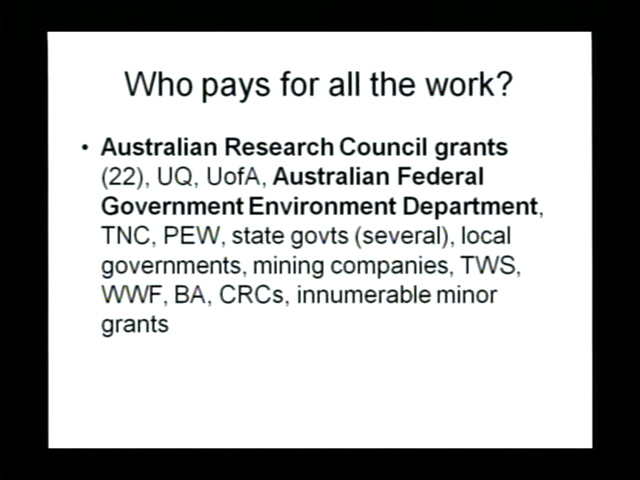 Who pays for all the work?
• Australian Research Council grants
(22), UQ, UofA, Australian Federal
Government Environment Department,
TNC, PEW, state govts (several), local
governments, mining companies, TWS,
WWF, BA, CRCs, innumerable minor
grants